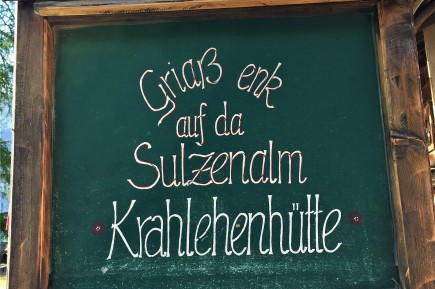 Griaß enk
auf da
Sulzenalm
Krahlehenhütte